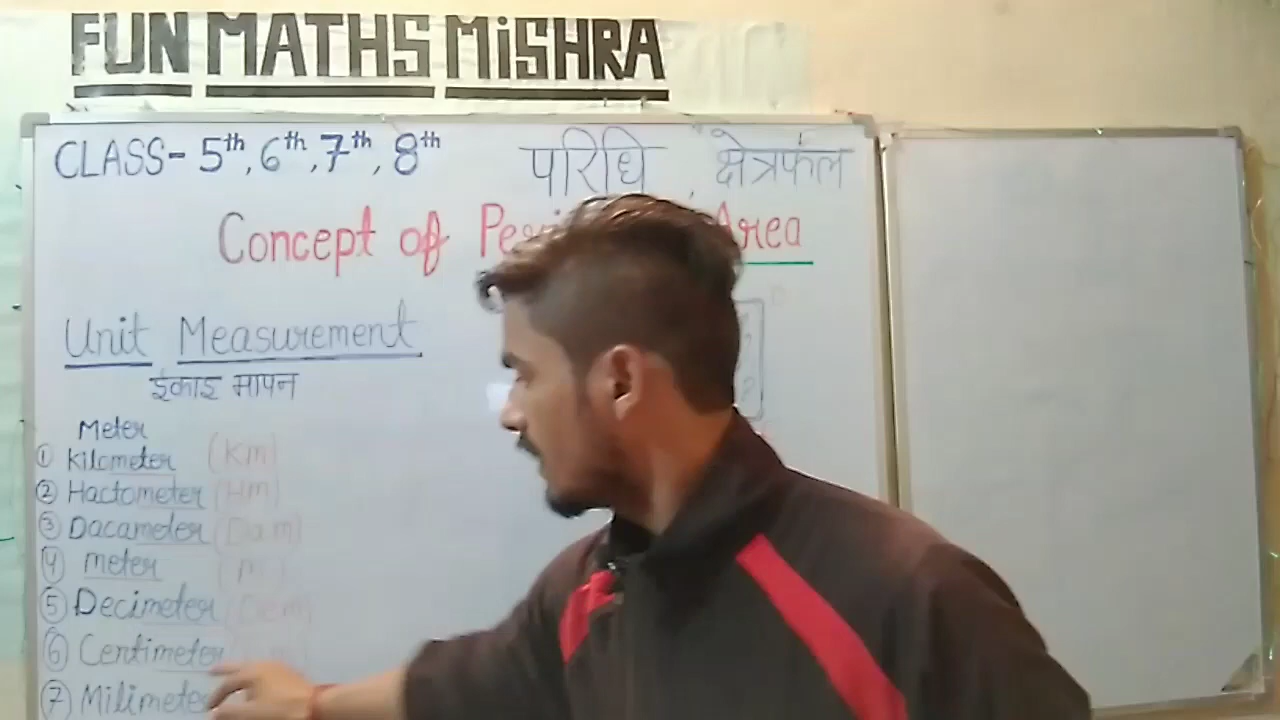 FUN MATHS MiSHRA
CLASS- 5th, 6th, 7th, 8th
परिधि , क्षेत्रफल
Concept of Area
Unit Measurement
इकाइ मापन
Meter
① Kilometer (Km)
② Hactometer (Hm)
③ Dacameter (Dam)
④ meter
⑤ Decimeter
⑥ Centimeter
⑦ Milimeter